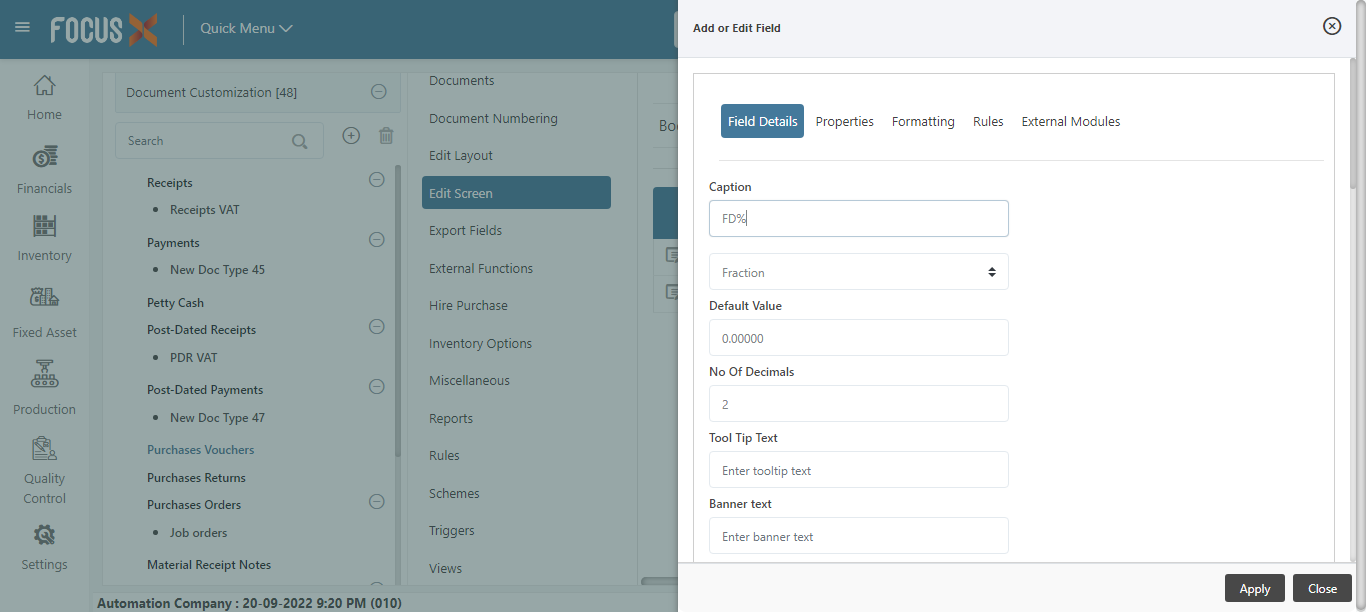 FOCUS X
Quick Menu
Home
Financials
Inventory
Fixed Asset
Production
Quality
Control
Settings
Document Customization [48]
Search
Receipts
Receipts VAT
Payments
New Doc Type 45
Petty Cash
Post-Dated Receipts
PDR VAT
Post-Dated Payments
New Doc Type 47
Purchases Vouchers
Purchases Returns
Purchases Orders
Job orders
Material Receipt Notes
Documents
Document Numbering
Edit Layout
Edit Screen
Export Fields
External Functions
Hire Purchase
Inventory Options
Miscellaneous
Reports
Rules
Schemes
Triggers
Views
Automation Company : 20-09-2022 9:20 PM (010)
Add or Edit Field
Field Details Properties Formatting Rules External Modules
Caption
FD%
Fraction
Default Value
0.00000
No Of Decimals
2
Tool Tip Text
Enter tooltip text
Banner text
Enter banner text
Apply Close